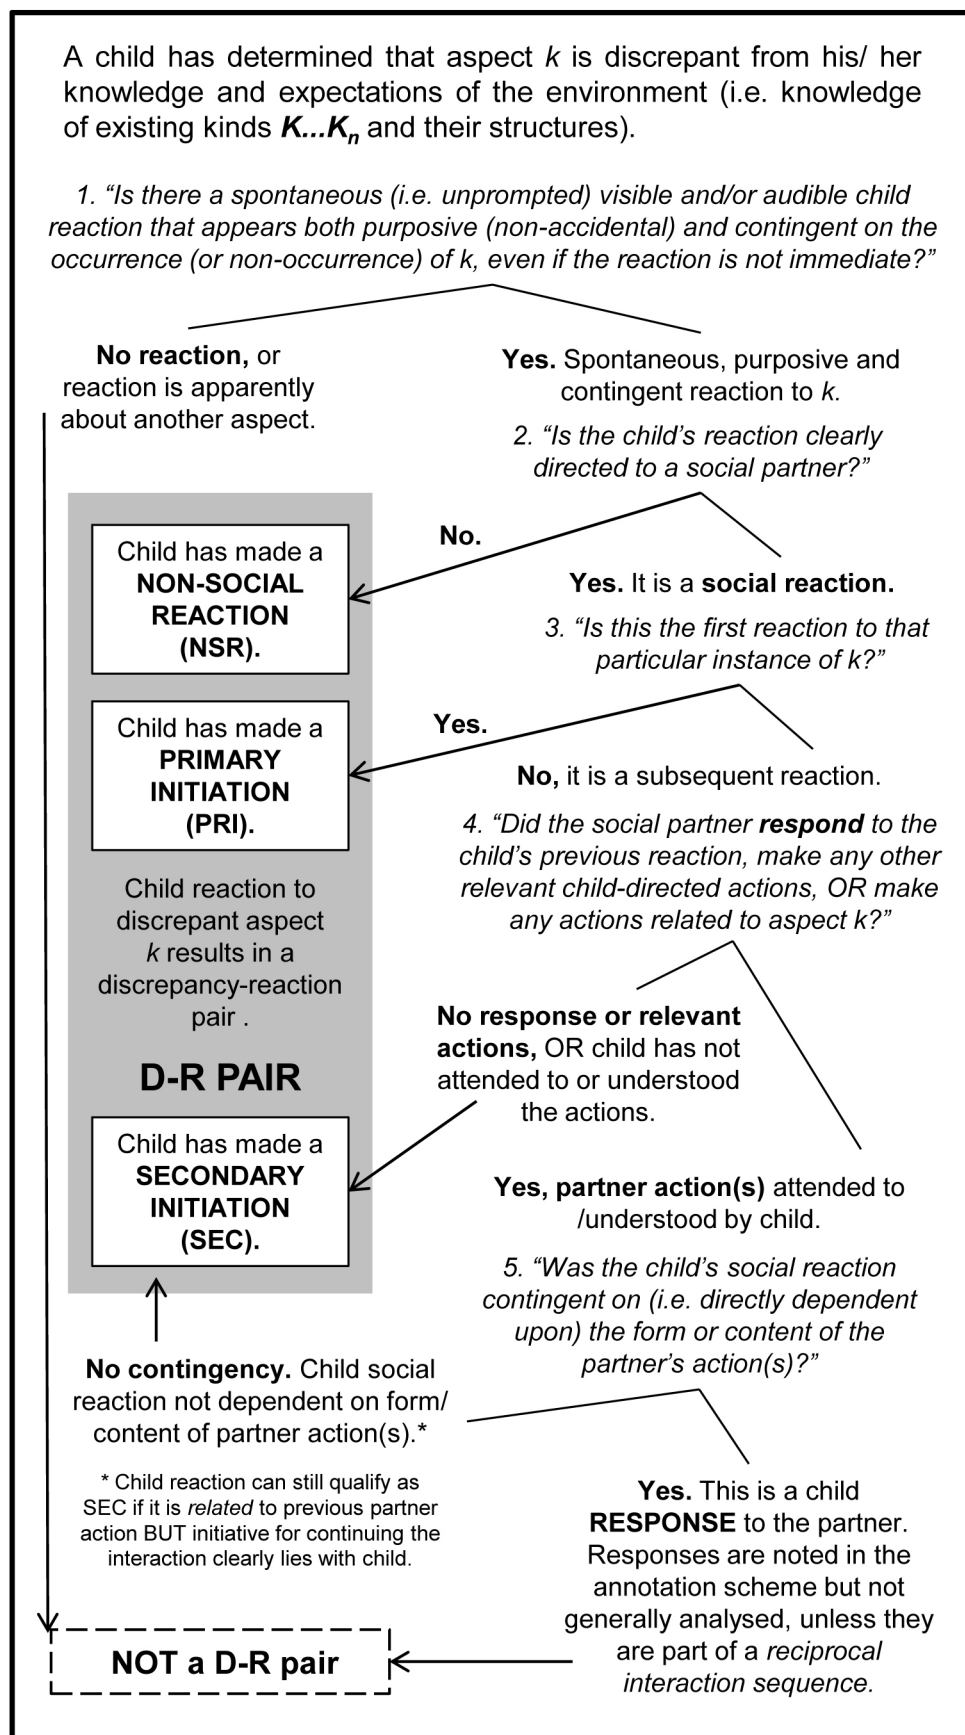 A child has determined that aspect k is discrepant from his/ her
knowledge and expectations of the environment (i.e. knowledge
of existing kinds K...Kn and their structures).
1. “Is there a spontaneous (i.e. unprompted) visible and/or audible child
reaction that appears both purposive (non-accidental) and contingent on the
occurrence (or non-occurrence) of k, even if the reaction is not immediate?”
No reaction, or
reaction is apparently
about another aspect.
Yes. Spontaneous, purposive and
contingent reaction to k.
2. “Is the child’s reaction clearly
directed to a social partner?”
No.
Child has made a
NON-SOCIAL
REACTION
(NSR).
Yes. It is a social reaction.
3. “Is this the first reaction to that
particular instance of k?”
Yes.
Child has made a
PRIMARY
INITIATION
(PRI).
No, it is a subsequent reaction.
4. “Did the social partner respond to the
child’s previous reaction, make any other
relevant child-directed actions, OR make
any actions related to aspect k?”
Child reaction to
discrepant aspect
k results in a
discrepancy-reaction
pair .
D-R PAIR
No response or relevant
actions, OR child has not
attended to or understood
the actions.
Child has made a
SECONDARY
INITIATION
(SEC).
Yes, partner action(s) attended to
/understood by child.
5. “Was the child’s social reaction
contingent on (i.e. directly dependent
upon) the form or content of the
partner’s action(s)?”
No contingency. Child social
reaction not dependent on form/
content of partner action(s).*
* Child reaction can still qualify as
SEC if it is related to previous partner
action BUT initiative for continuing the
interaction clearly lies with child.
Yes. This is a child
RESPONSE to the partner.
Responses are noted in the
annotation scheme but not
generally analysed, unless they
are part of a reciprocal
interaction sequence.
NOT a D-R pair